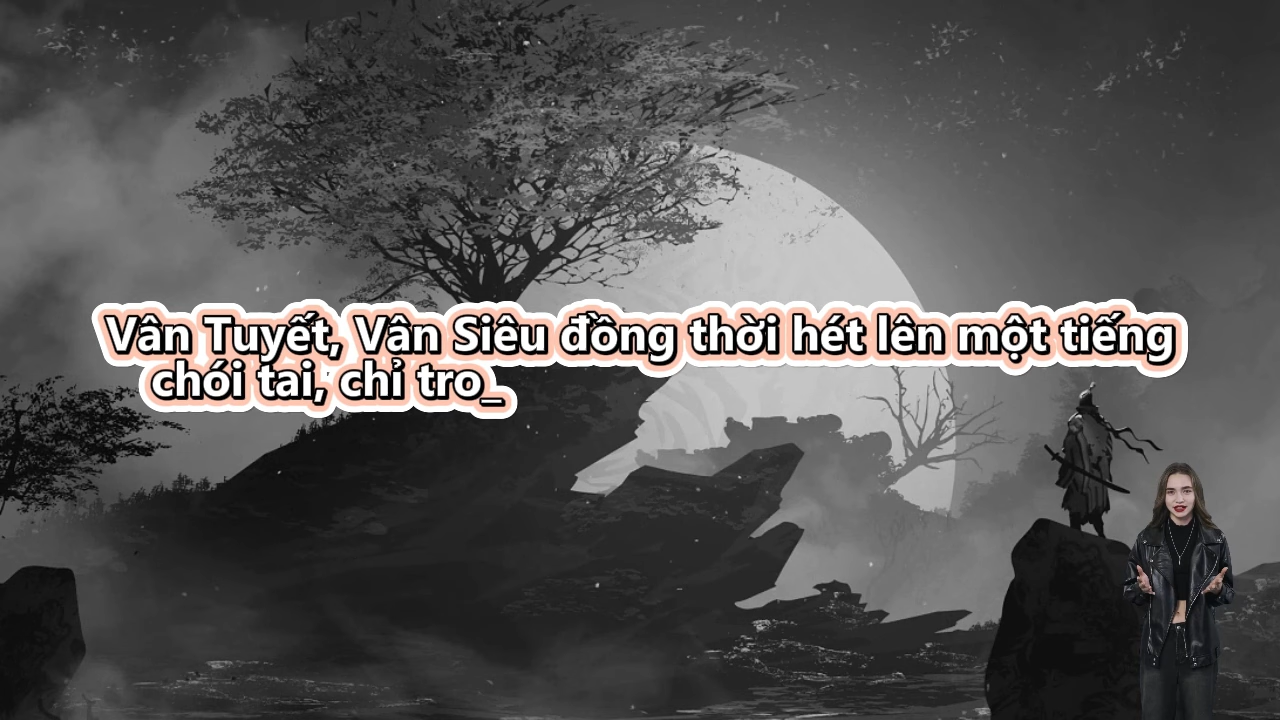 Vân Tuyết, Vân Siêu đồng thời hét lên một tiếng
chói tai, chỉ tro_